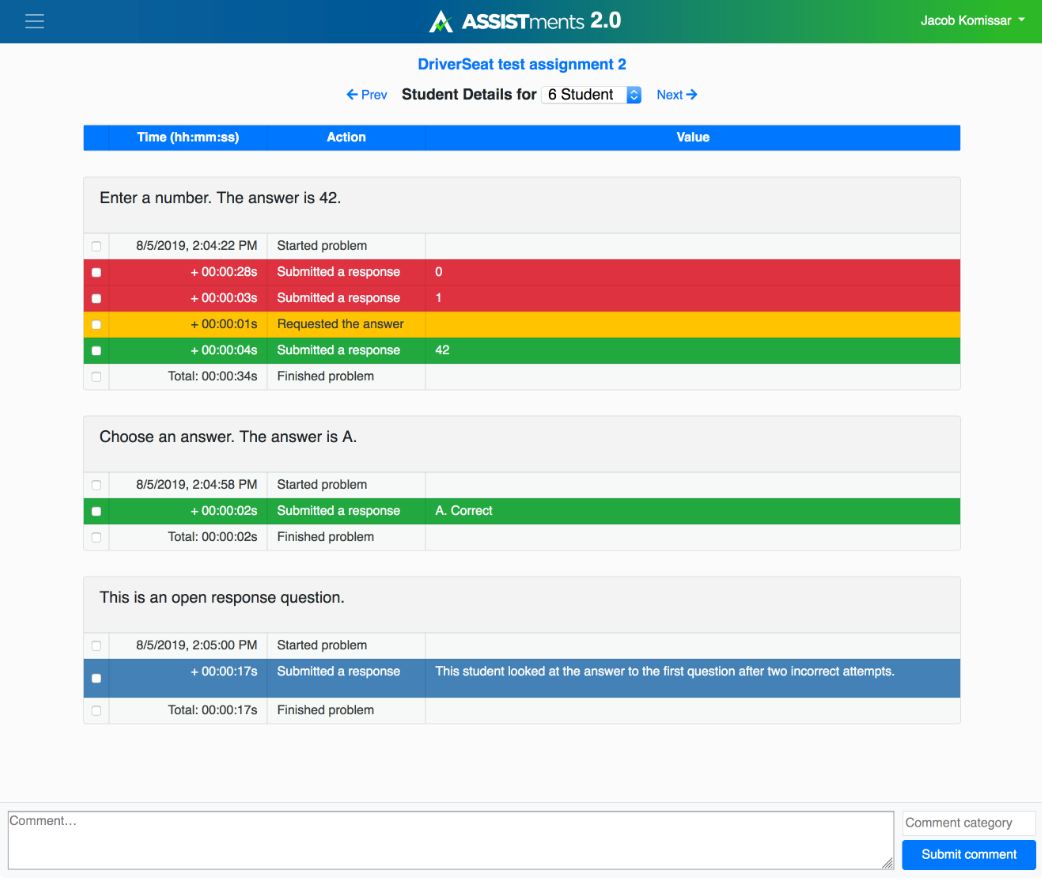 ASSISTments 2.0
Jacob Komissar
DriverSeat test assignment 2
Prev Student Details for 6 Student Next
Time (hh:mm:ss) Action Value
Enter a number. The answer is 42.
8/5/2019, 2:04:22 PM Started problem
+ 00:00:28s Submitted a response 0
+ 00:00:03s Submitted a response 1
+ 00:00:01s Requested the answer
+ 00:00:04s Submitted a response 42
Total: 00:00:34s Finished problem
Choose an answer. The answer is A.
8/5/2019, 2:04:58 PM Started problem
+ 00:00:02s Submitted a response A. Correct
Total: 00:00:02s Finished problem
This is an open response question.
8/5/2019, 2:05:00 PM Started problem
+ 00:00:17s Submitted a response This student looked at the answer to the first question after two incorrect attempts.
Total: 00:00:17s Finished problem
Comment...
Comment category
Submit comment